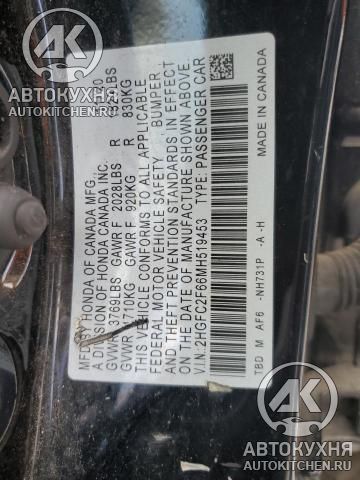 MFD. BY HONDA OF CANADA MFG.,
A DIVISION OF HONDA CANADA INC.
GVWR 3769LBS GAWR F 2028LBS R
GVWR 1710KG GAWR F 920KG R 830KG
THIS VEHICLE CONFORMS TO ALL APPLICABLE
FEDERAL MOTOR VEHICLE SAFETY, BUMPER,
AND THEFT PREVENTION STANDARDS IN EFFECT
ON THE DATE OF MANUFACTURE SHOWN ABOVE.
V.I.N.:2HGFC2F66MH519453 TYPE: PASSENGER CAR
TBD M AF6 -NH731P -A -H MADE IN CANADA
АВТОКУХНЯ
AUTOKITCHEN.RU
АВТОКУХНЯ
AUTOKITCHEN.RU